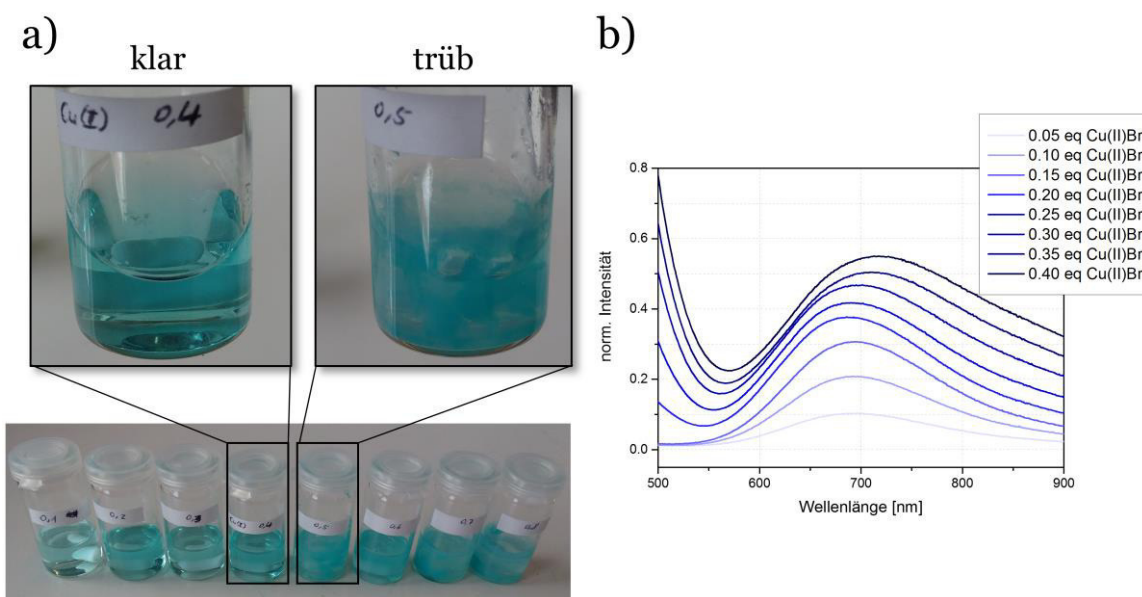 a)
klar
trüb
Cu(I) 0,4
0,5
0,1
0,2
0,3
Cu(I) 0,4
0,5
0,6
0,7
0,8
b)
0.05 eq Cu(II)Br
0.10 eq Cu(II)Br
0.15 eq Cu(II)Br
0.20 eq Cu(II)Br
0.25 eq Cu(II)Br
0.30 eq Cu(II)Br
0.35 eq Cu(II)Br
0.40 eq Cu(II)Br
norm. Intensität
0.8
0.6
0.4
0.2
0.0
500
600
700
800
900
Wellenlänge [nm]